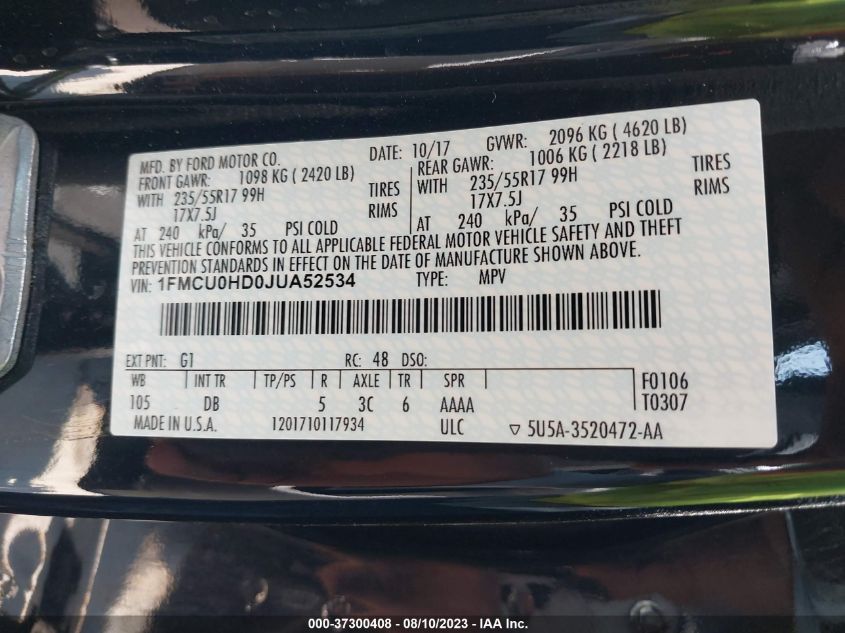 MFD. BY FORD MOTOR CO. DATE: 10/17 GVWR: 2096 KG ( 4620 LB)
FRONT GAWR: 1098 KG ( 2420 LB) REAR GAWR: 1006 KG ( 2218 LB)
WITH 235/55R17 99H TIRES WITH 235/55R17 99H TIRES
17X7.5J RIMS 17X7.5J RIMS
AT 240 kPa/ 35 PSI COLD AT 240 kPa/ 35 PSI COLD
THIS VEHICLE CONFORMS TO ALL APPLICABLE FEDERAL MOTOR VEHICLE SAFETY AND THEFT
PREVENTION STANDARDS IN EFFECT ON THE DATE OF MANUFACTURE SHOWN ABOVE.
VIN: 1FMCU0HD0JUA52534 TYPE: MPV
EXT PNT: G1 RC: 48 DSO:
WB INT TR TP/PS R AXLE TR SPR F0106
105 DB 5 3C 6 AAAA T0307
MADE IN U.S.A. 1201710117934 ULC ▽ 5U5A-3520472-AA
000-37300408 - 08/10/2023 - IAA Inc.